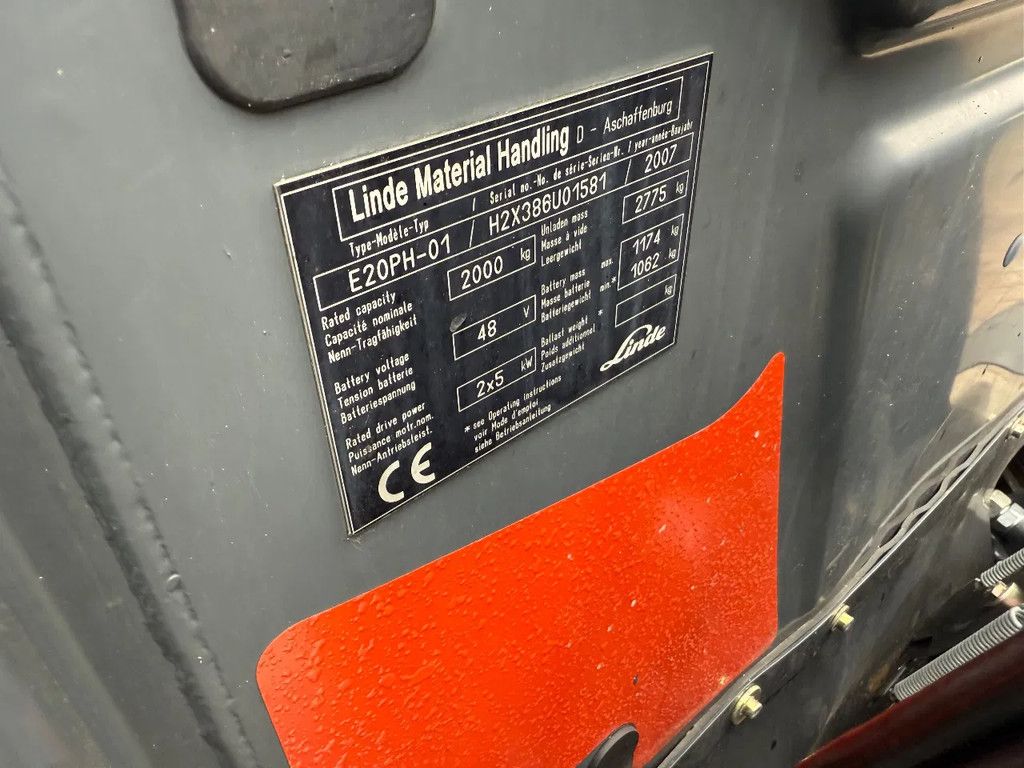 Linde Material Handling D - Aschaffenburg
Type-Modèle-Typ / Serial no.-No. de série-Serien-Nr. / year-année-Baujahr
E20PH-01 / H2X386U01581 / 2007
Rated capacity
Capacité nominale
Nenn-Tragfähigkeit
2000 kg
Unladen mass
Masse à vide
Leergewicht
2775 kg
Battery voltage
Tension batterie
Batteriespannung
48 V
Battery mass max.
Masse batterie min.*
Batteriegewicht
1174 kg
1062 kg
Rated drive power
Puissance motr.nom.
Nenn-Antriebsleist.
2x5 kW
Ballast weight *
Poids additionnel
Zusatzgewicht
kg
* see Operating instructions
voir Mode d'emploi
siehe Betriebsanleitung
CE
Linde